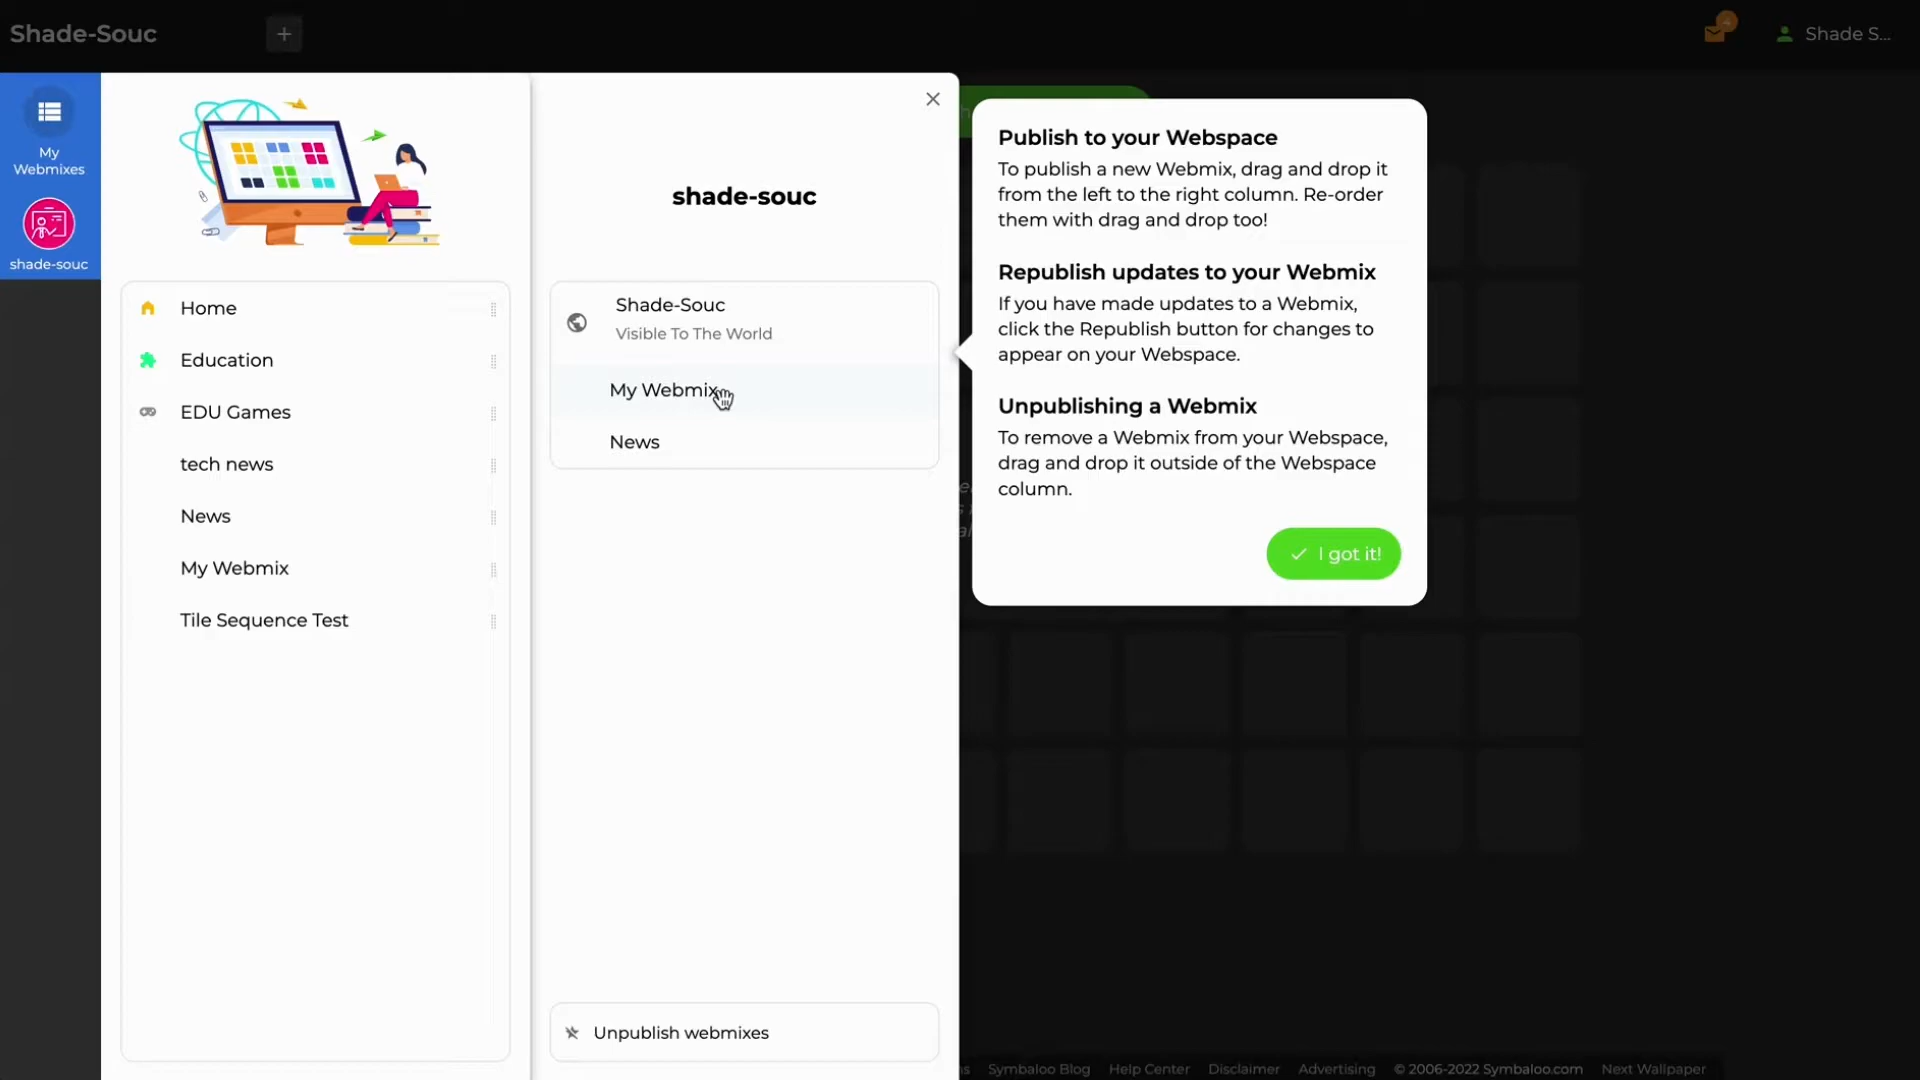 Shade-Souc
+
4
Shade S...
My
Webmixes
shade-souc
Home
Education
EDU Games
tech news
News
My Webmix
Tile Sequence Test
shade-souc
Shade-Souc
Visible To The World
My Webmix
News
Unpublish webmixes
Publish to your Webspace
To publish a new Webmix, drag and drop it
from the left to the right column. Re-order
them with drag and drop too!
Republish updates to your Webmix
If you have made updates to a Webmix,
click the Republish button for changes to
appear on your Webspace.
Unpublishing a Webmix
To remove a Webmix from your Webspace,
drag and drop it outside of the Webspace
column.
I got it!
Symbaloo Blog Help Center Disclaimer Advertising © 2006-2022 Symbaloo.com Next Wallpaper